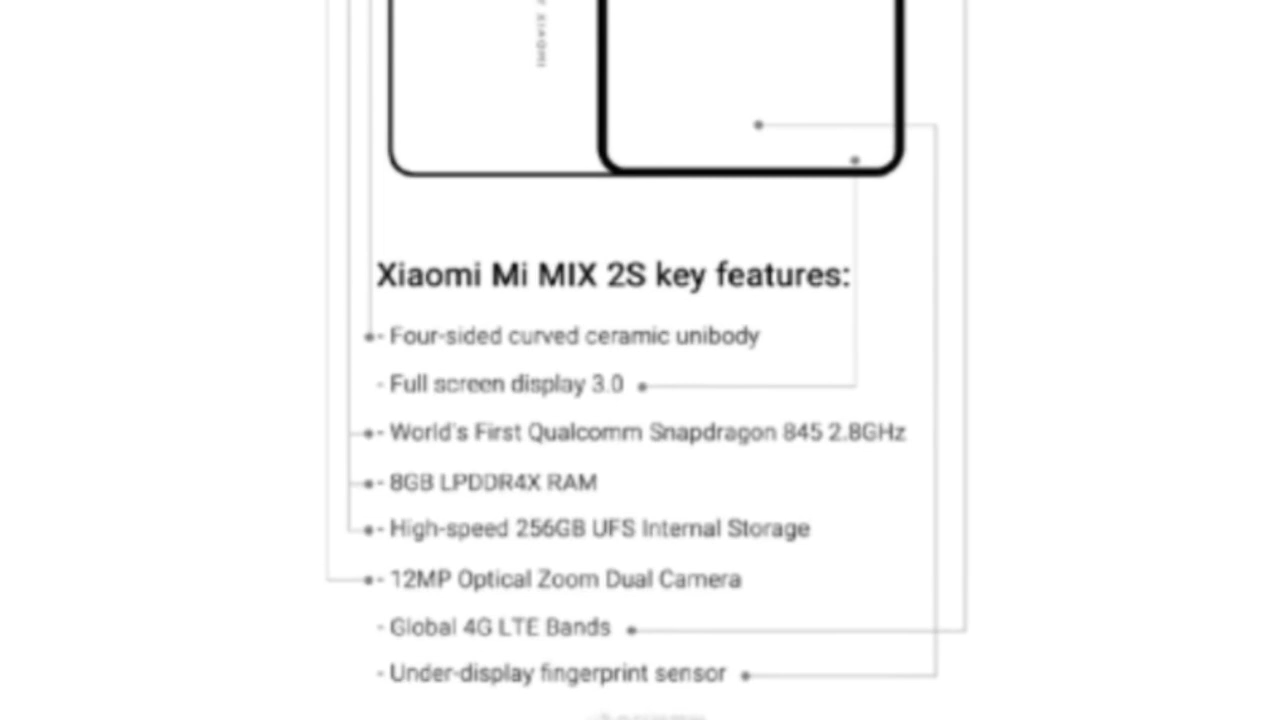 XIAOMI
Xiaomi Mi MIX 2S key features:
- Four-sided curved ceramic unibody
- Full screen display 3.0
- World's First Qualcomm Snapdragon 845 2.8GHz
- 8GB LPDDR4X RAM
- High-speed 256GB UFS Internal Storage
- 12MP Optical Zoom Dual Camera
- Global 4G LTE Bands
- Under-display fingerprint sensor